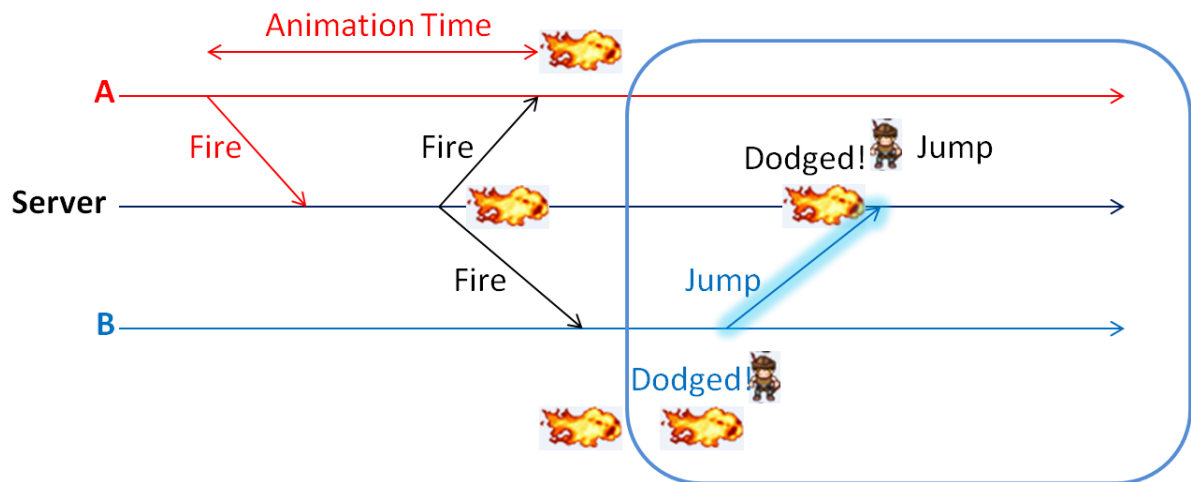 Animation Time
A
Fire
Fire
Dodged!
Jump
Server
Fire
Jump
B
Dodged!